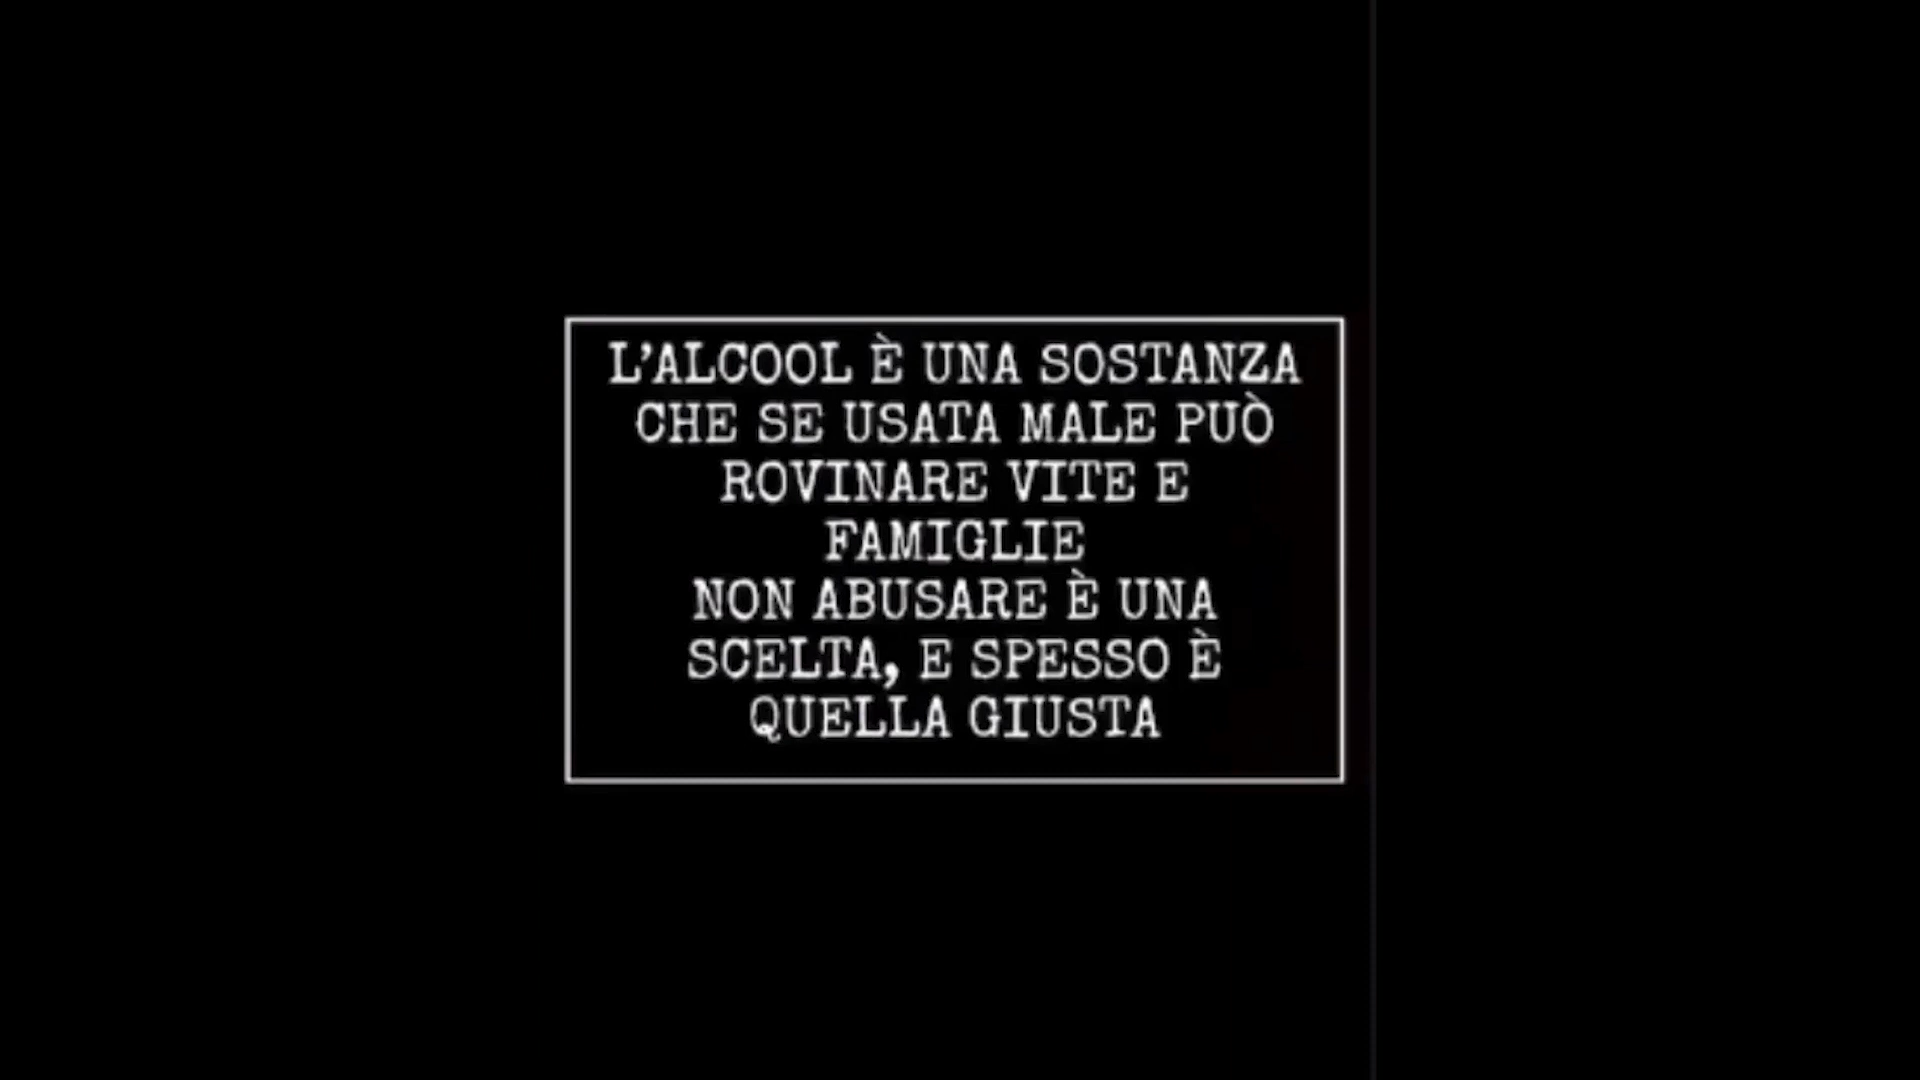 L'ALCOOL È UNA SOSTANZA
CHE SE USATA MALE PUÒ
ROVINARE VITE E
FAMIGLIE
NON ABUSARE È UNA
SCELTA, E SPESSO È
QUELLA GIUSTA